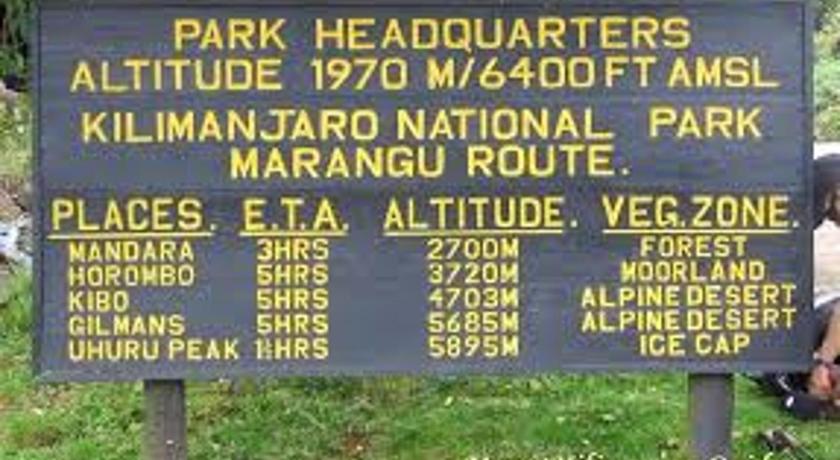 PARK HEADQUARTERS
ALTITUDE 1970 M/6400 FT AMSL
KILIMANJARO NATIONAL PARK
MARANGU ROUTE.
PLACES. E.T.A. ALTITUDE. VEG.ZONE.
MANDARA 3HRS 2700M FOREST
HOROMBO 5HRS 3720M MOORLAND
KIBO 5HRS 4703M ALPINE DESERT
GILMANS 5HRS 5685M ALPINE DESERT
UHURU PEAK 1½HRS 5895M ICE CAP